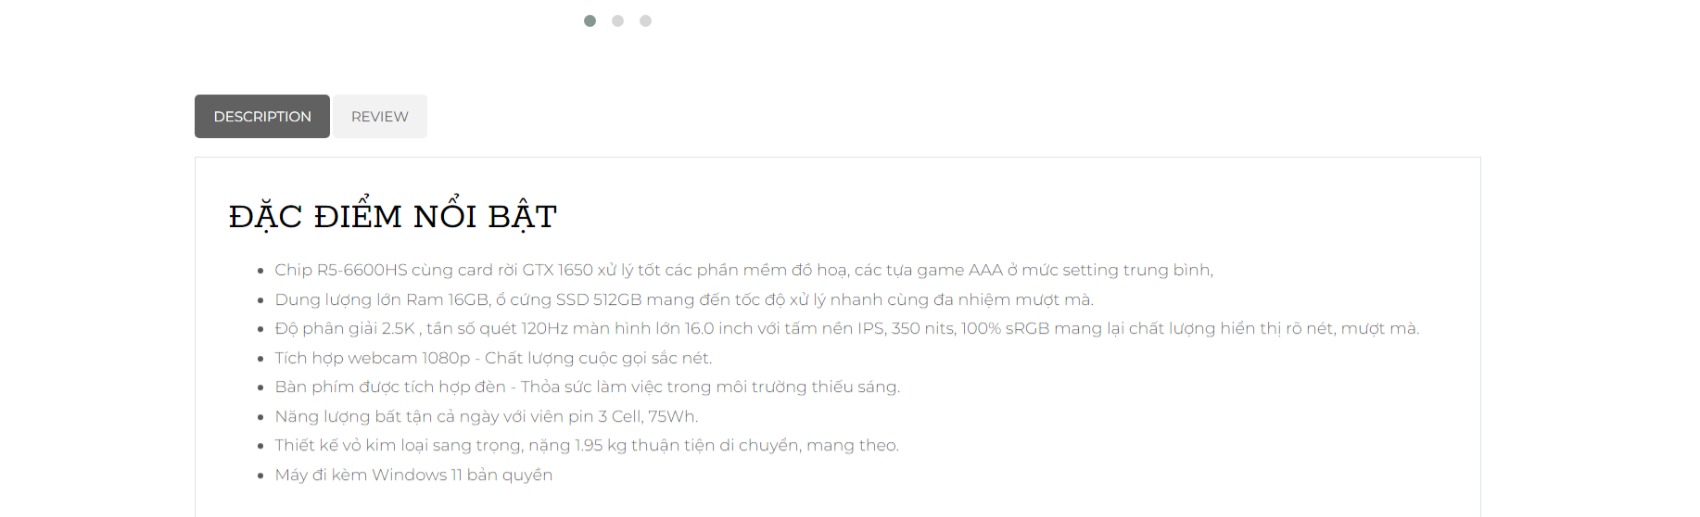 DESCRIPTION REVIEW
ĐẶC ĐIỂM NỔI BẬT
Chip R5-6600HS cùng card rời GTX 1650 xử lý tốt các phần mềm đồ hoạ, các tựa game AAA ở mức setting trung bình,
Dung lượng lớn Ram 16GB, ổ cứng SSD 512GB mang đến tốc độ xử lý nhanh cùng đa nhiệm mượt mà.
Độ phân giải 2.5K , tần số quét 120Hz màn hình lớn 16.0 inch với tấm nền IPS, 350 nits, 100% sRGB mang lại chất lượng hiển thị rõ nét, mượt mà.
Tích hợp webcam 1080p - Chất lượng cuộc gọi sắc nét.
Bàn phím được tích hợp đèn - Thỏa sức làm việc trong môi trường thiếu sáng.
Năng lượng bất tận cả ngày với viên pin 3 Cell, 75Wh.
Thiết kế vỏ kim loại sang trọng, nặng 1.95 kg thuận tiện di chuyển, mang theo.
Máy đi kèm Windows 11 bản quyền